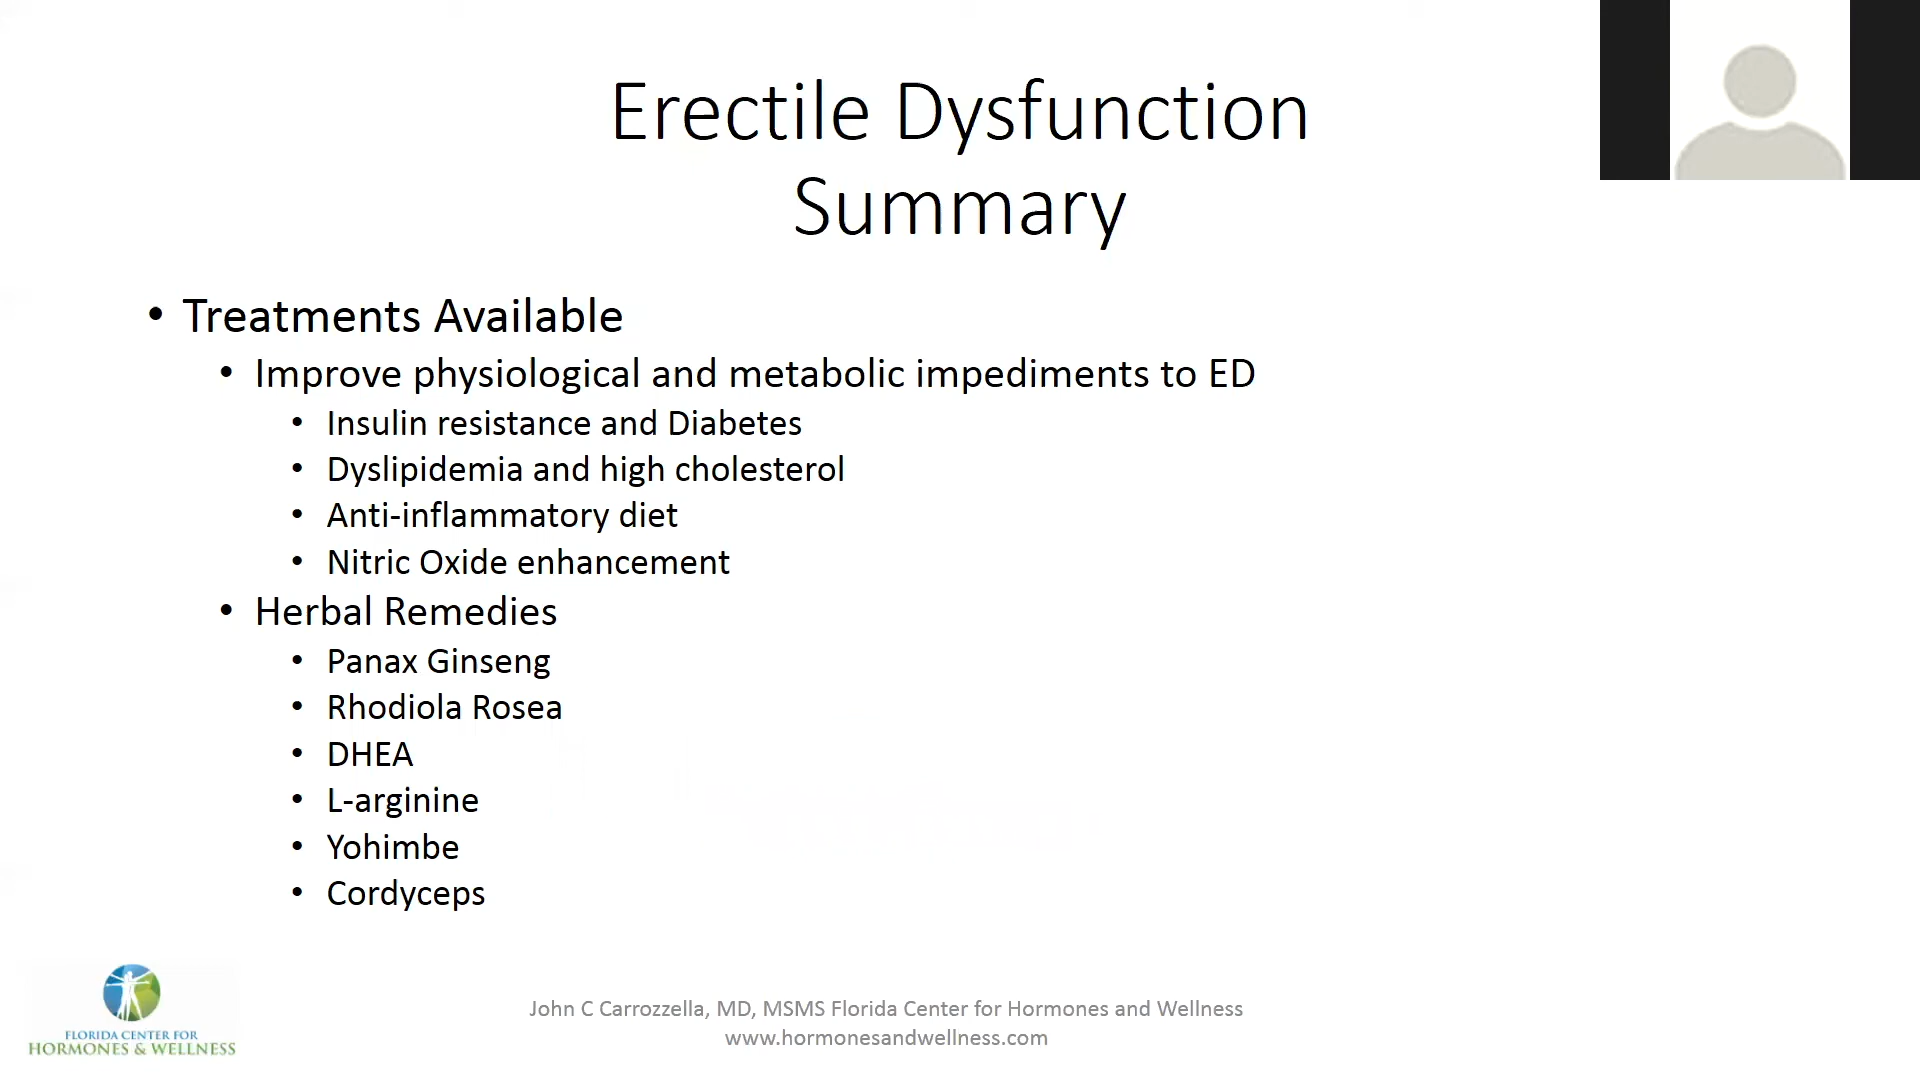 Erectile Dysfunction
Summary
• Treatments Available
• Improve physiological and metabolic impediments to ED
• Insulin resistance and Diabetes
• Dyslipidemia and high cholesterol
• Anti-inflammatory diet
• Nitric Oxide enhancement
• Herbal Remedies
• Panax Ginseng
• Rhodiola Rosea
• DHEA
• L-arginine
• Yohimbe
• Cordyceps
FLORIDA CENTER FOR
HORMONES & WELLNESS
John C Carrozzella, MD, MSMS Florida Center for Hormones and Wellness
www.hormonesandwellness.com